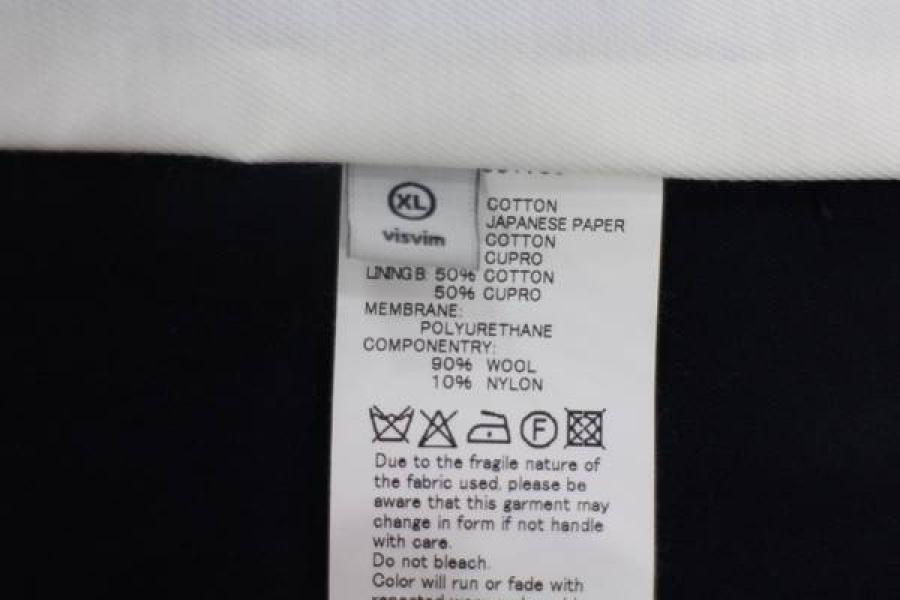 XL
visvim
COTTON
JAPANESE PAPER
COTTON
CUPRO
LINING B: 50% COTTON
50% CUPRO
MEMBRANE:
POLYURETHANE
COMPONENTRY:
90% WOOL
10% NYLON
F
Due to the fragile nature of
the fabric used, please be
aware that this garment may
change in form if not handle
with care.
Do not bleach.
Color will run or fade with